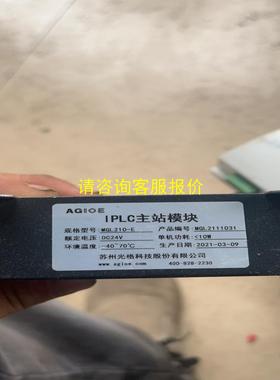 请咨询客服报价
AGIOE
IPLC主站模块
规格型号: MGL210-E 产品编号: MGL2111031
额定电压: DC24V 单机功耗: <10W
环境温度: -40~70℃ 生产日期: 2021-03-09
苏州光格科技股份有限公司
www.agioe.com 400-828-2230